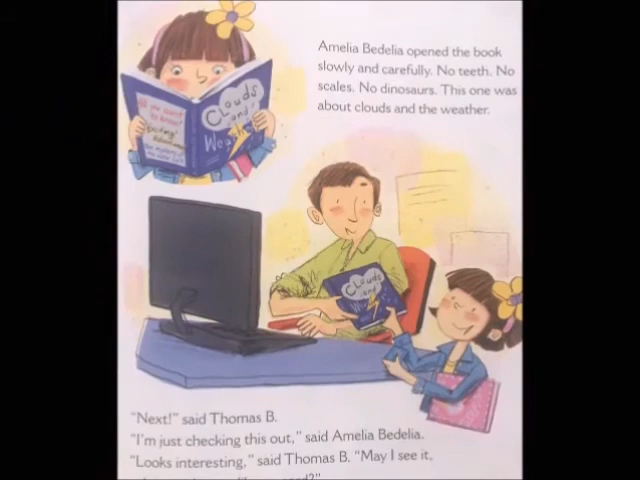 Amelia Bedelia opened the book
slowly and carefully. No teeth. No
scales. No dinosaurs. This one was
about clouds and the weather.
Clouds
and
Clouds
and
"Next!" said Thomas B.
"I'm just checking this out," said Amelia Bedelia.
"Looks interesting," said Thomas B. "May I see it,